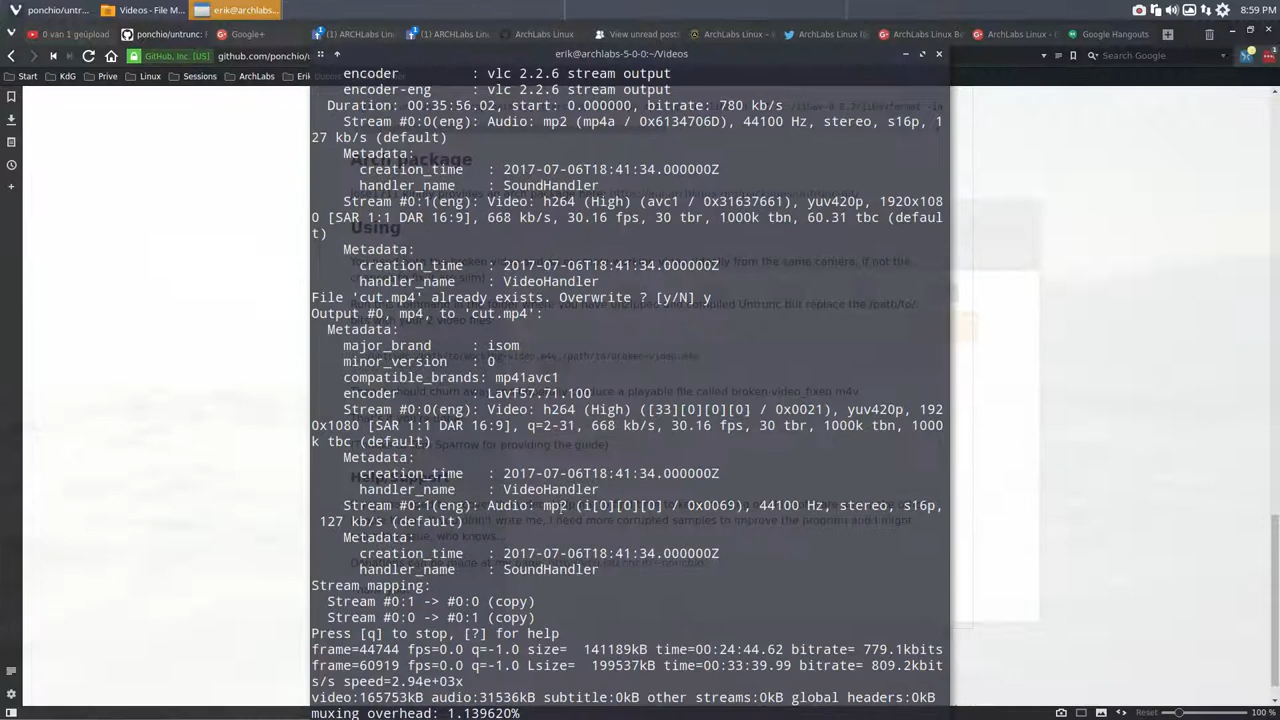 ponchio/untr... Videos - File M... erik@archlabs... 8:59 PM
0 van 1 geüpload ponchio/untrunc: Google+ ARCHLabs Linux ARCHLabs Linux ArchLabs Linux View unread posts ArchLabs Linux - ArchLabs Linux ArchLabs Linux ArchLabs Linux - Google Hangouts
GitHub, Inc. [US] github.com/ponchio/u erik@archlabs-5-0-0:~/Videos Search Google
Start KdG Prive Linux ArchLabs Erik
encoder : vlc 2.2.6 stream output
encoder-eng : vlc 2.2.6 stream output
Duration: 00:35:56.02, start: 0.000000, bitrate: 780 kb/s
Stream #0:0(eng): Audio: mp2 (mp4a / 0x6134706D), 44100 Hz, stereo, s16p, 1
27 kb/s (default)
Metadata:
Arch package
creation_time : 2017-07-06T18:41:34.000000Z
handler_name : SoundHandler
Stream #0:1(eng): Video: h264 (High) (avc1 / 0x31637661), yuv420p, 1920x108
0 [SAR 1:1 DAR 16:9], 668 kb/s, 30.16 fps, 30 tbr, 1000k tbn, 60.31 tbc (defaul
t)
Using
Metadata:
creation_time : 2017-07-06T18:41:34.000000Z
handler_name : VideoHandler
File 'cut.mp4' already exists. Overwrite ? [y/N] y
Output #0, mp4, to 'cut.mp4':
Metadata:
major_brand : isom
minor_version : 0
compatible_brands: mp41avc1
encoder : Lavf57.71.100
Stream #0:0(eng): Video: h264 (High) ([33][0][0][0] / 0x0021), yuv420p, 192
0x1080 [SAR 1:1 DAR 16:9], q=2-31, 668 kb/s, 30.16 fps, 30 tbr, 1000k tbn, 1000
k tbc (default)
Metadata:
creation_time : 2017-07-06T18:41:34.000000Z
handler_name : VideoHandler
Stream #0:1(eng): Audio: mp2 (i[0][0][0] / 0x0069), 44100 Hz, stereo, s16p,
127 kb/s (default)
Metadata:
creation_time : 2017-07-06T18:41:34.000000Z
handler_name : SoundHandler
Stream mapping:
Stream #0:1 -> #0:0 (copy)
Stream #0:0 -> #0:1 (copy)
Press [q] to stop, [?] for help
frame=44744 fps=0.0 q=-1.0 size= 141189kB time=00:24:44.62 bitrate= 779.1kbits
frame=60919 fps=0.0 q=-1.0 Lsize= 199537kB time=00:33:39.99 bitrate= 809.2kbit
s/s speed=2.94e+03x
video:165753kB audio:31536kB subtitle:0kB other streams:0kB global headers:0kB
muxing overhead: 1.139620%
Reset 100 %